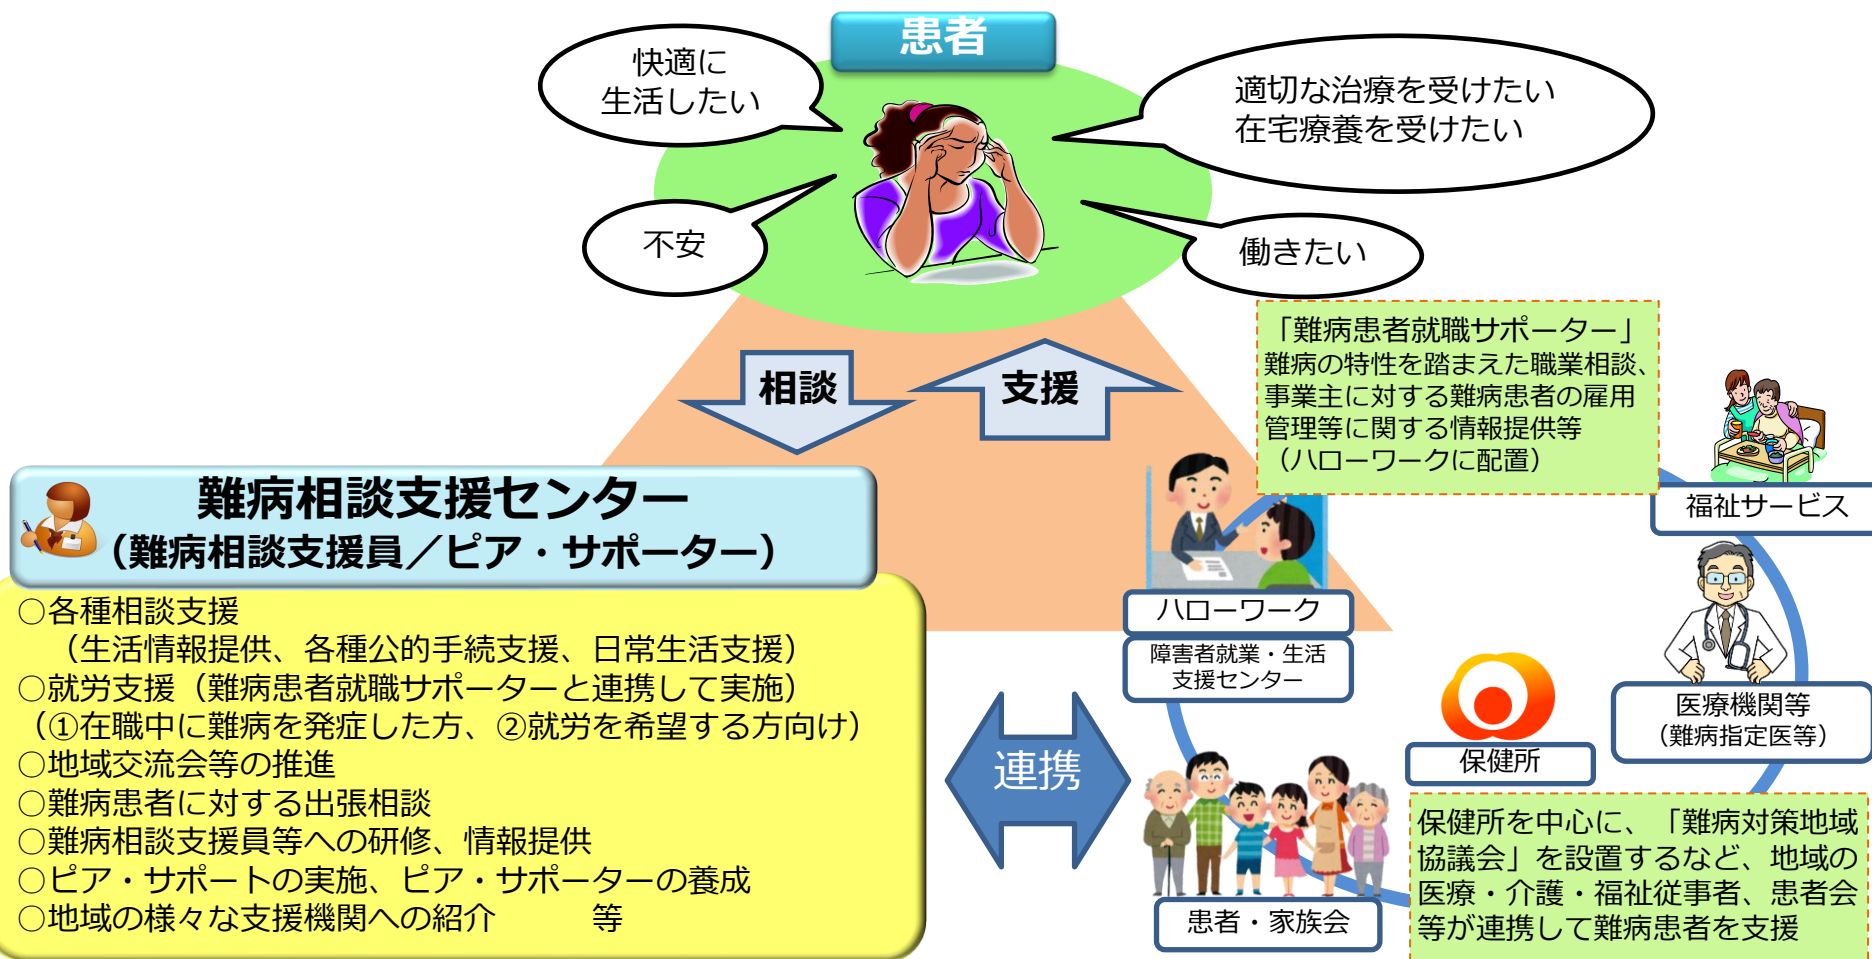 患者
快適に
生活したい
適切な治療を受けたい
在宅療養を受けたい
不安
働きたい
相談
支援
「難病患者就職サポーター」
難病の特性を踏まえた職業相談、
事業主に対する難病患者の雇用
管理等に関する情報提供等
（ハローワークに配置）
福祉サービス
難病相談支援センター
（難病相談支援員／ピア・サポーター）
○各種相談支援
（生活情報提供、各種公的手続支援、日常生活支援）
○就労支援（難病患者就職サポーターと連携して実施）
（①在職中に難病を発症した方、②就労を希望する方向け）
○地域交流会等の推進
○難病患者に対する出張相談
○難病相談支援員等への研修、情報提供
○ピア・サポートの実施、ピア・サポーターの養成
○地域の様々な支援機関への紹介　　　等
連携
ハローワーク
障害者就業・生活
支援センター
医療機関等
（難病指定医等）
保健所
患者・家族会
保健所を中心に、「難病対策地域
協議会」を設置するなど、地域の
医療・介護・福祉従事者、患者会
等が連携して難病患者を支援